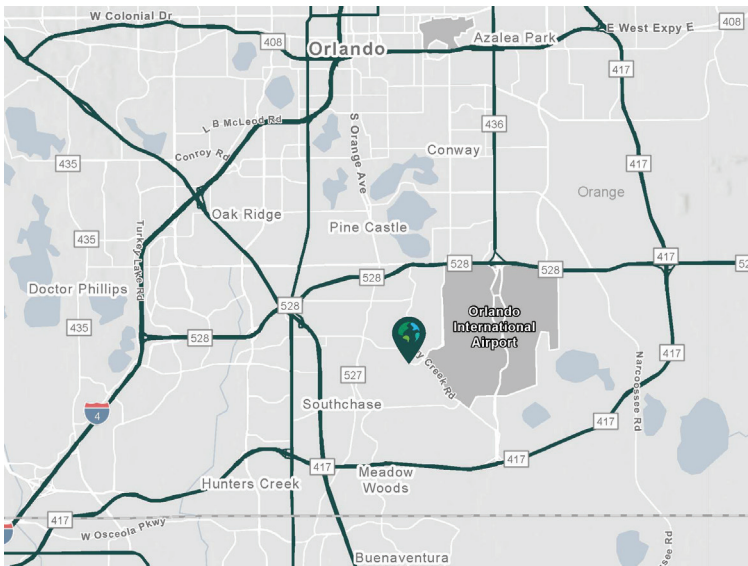 W Colonial Dr
408
E West Expy E
408
Orlando
Azalea Park
417
L B McLeod Rd
436
S Orange Ave
Conroy Rd
435
Conway
417
Orange
Oak Ridge
Pine Castle
Turkey Lake Rd
435
528
528
528
417
Doctor Phillips
528
435
528
Orlando
International
Airport
y Creek Rd
527
417
Narcoossee Rd
4
Southchase
417
417
417
Hunters Creek
Meadow
Woods
417
W Osceola Pkwy
Buenaventura
see Rd